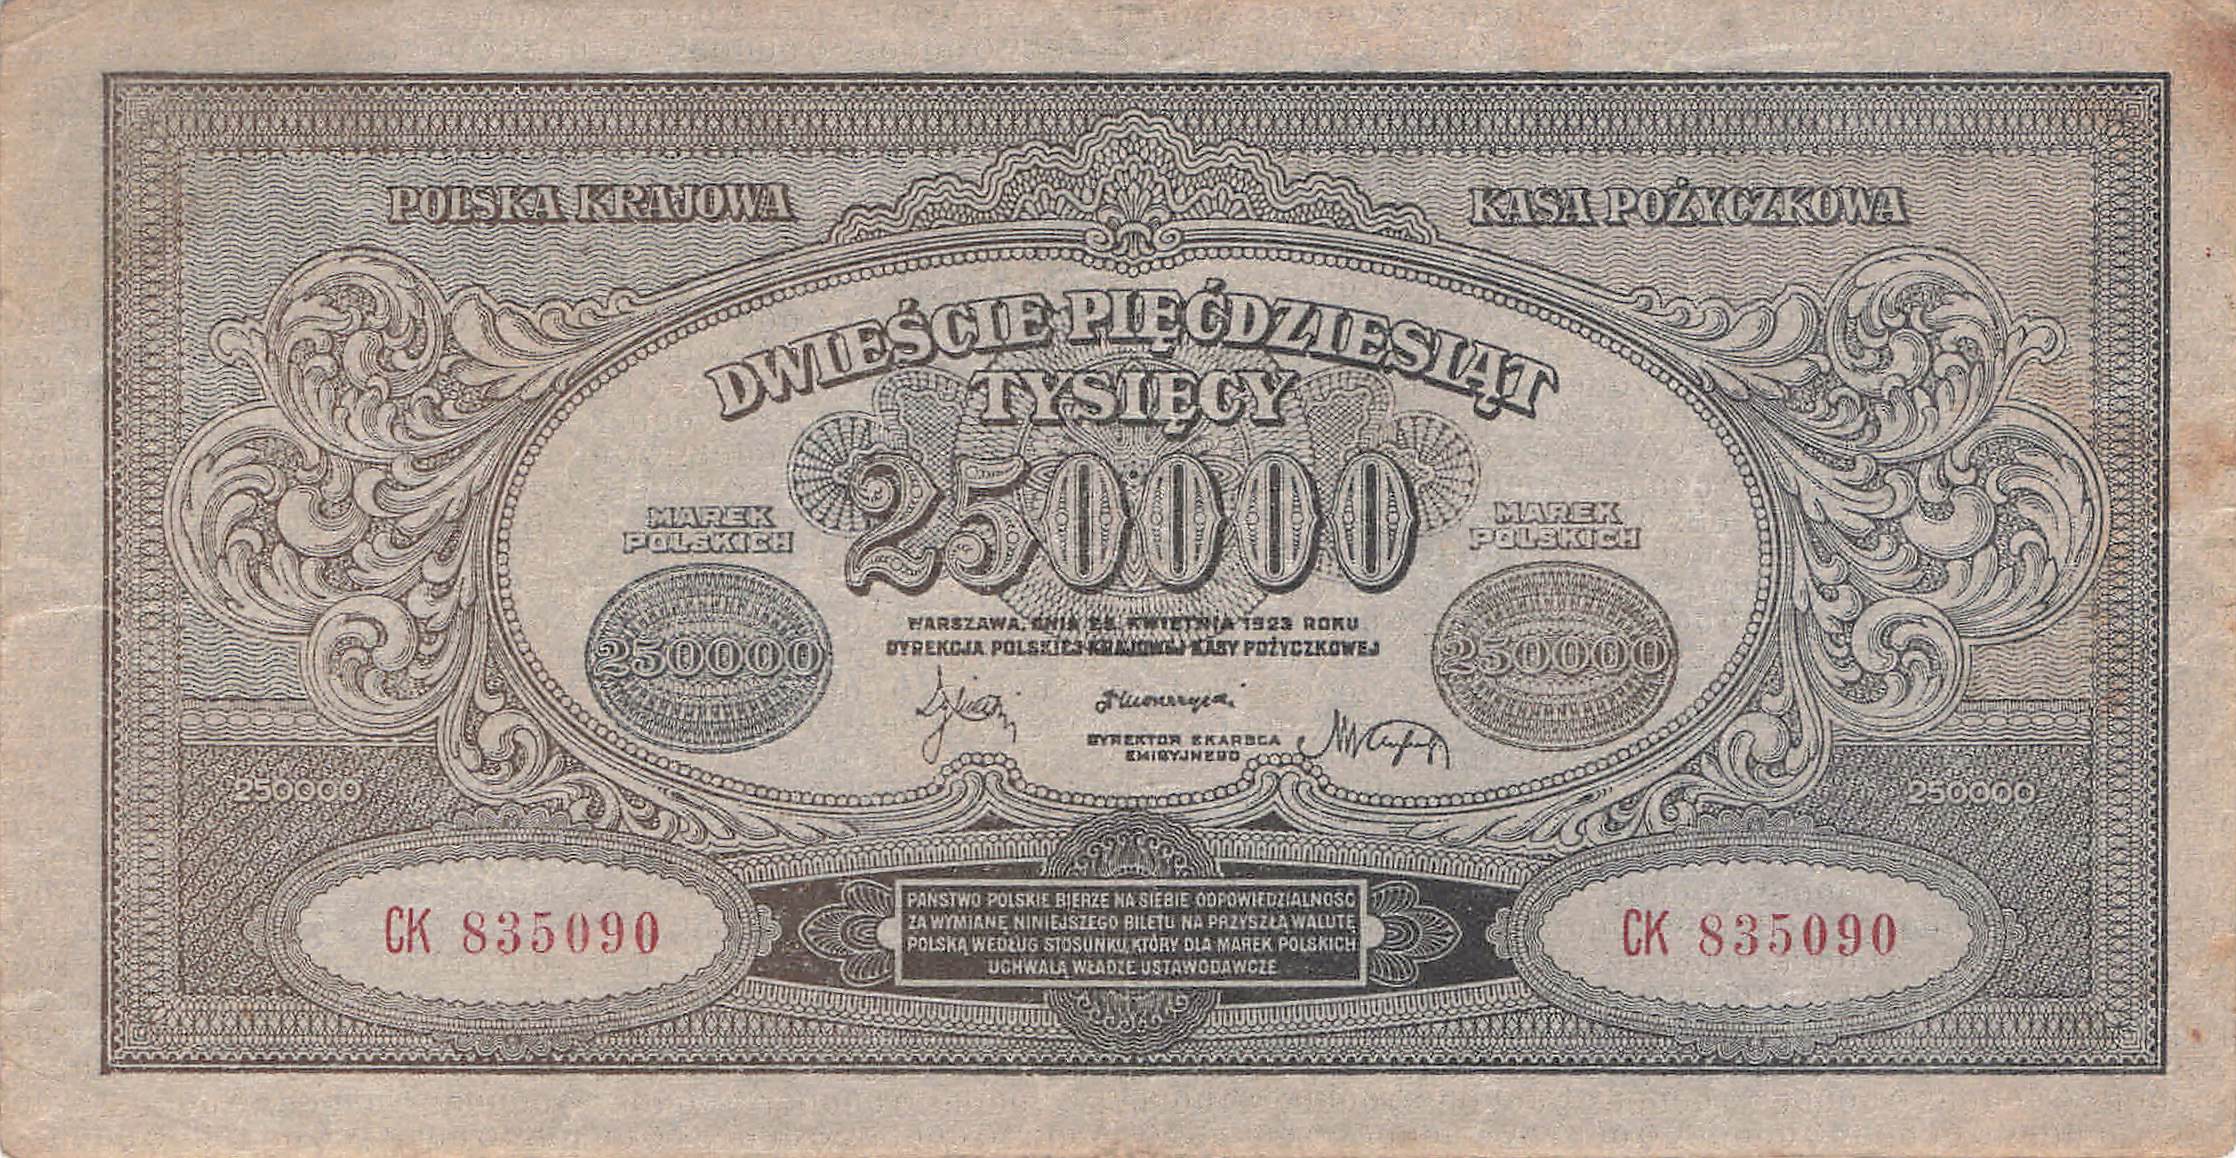 POLSKA KRAJOWA
KASA POŻYCZKOWA
DWIEŚCIE PIĘĆDZIESIĄT
TYSIĘCY
250000
MAREK
POLSKICH
MAREK
POLSKICH
250000
250000
WARSZAWA, DNIA 25. KWIETNIA 1923 ROKU
DYREKCJA POLSKIEJ KRAJOWEJ KASY POŻYCZKOWEJ
DYREKTOR SKARBCA
EMISYJNEGO
250000
250000
CK 835090
CK 835090
PAŃSTWO POLSKIE BIERZE NA SIEBIE ODPOWIEDZIALNOŚĆ
ZA WYMIANĘ NINIEJSZEGO BILETU NA PRZYSZŁĄ WALUTĘ
POLSKĄ WEDŁUG STOSUNKU, KTÓRY DLA MAREK POLSKICH
UCHWALĄ WŁADZE USTAWODAWCZE